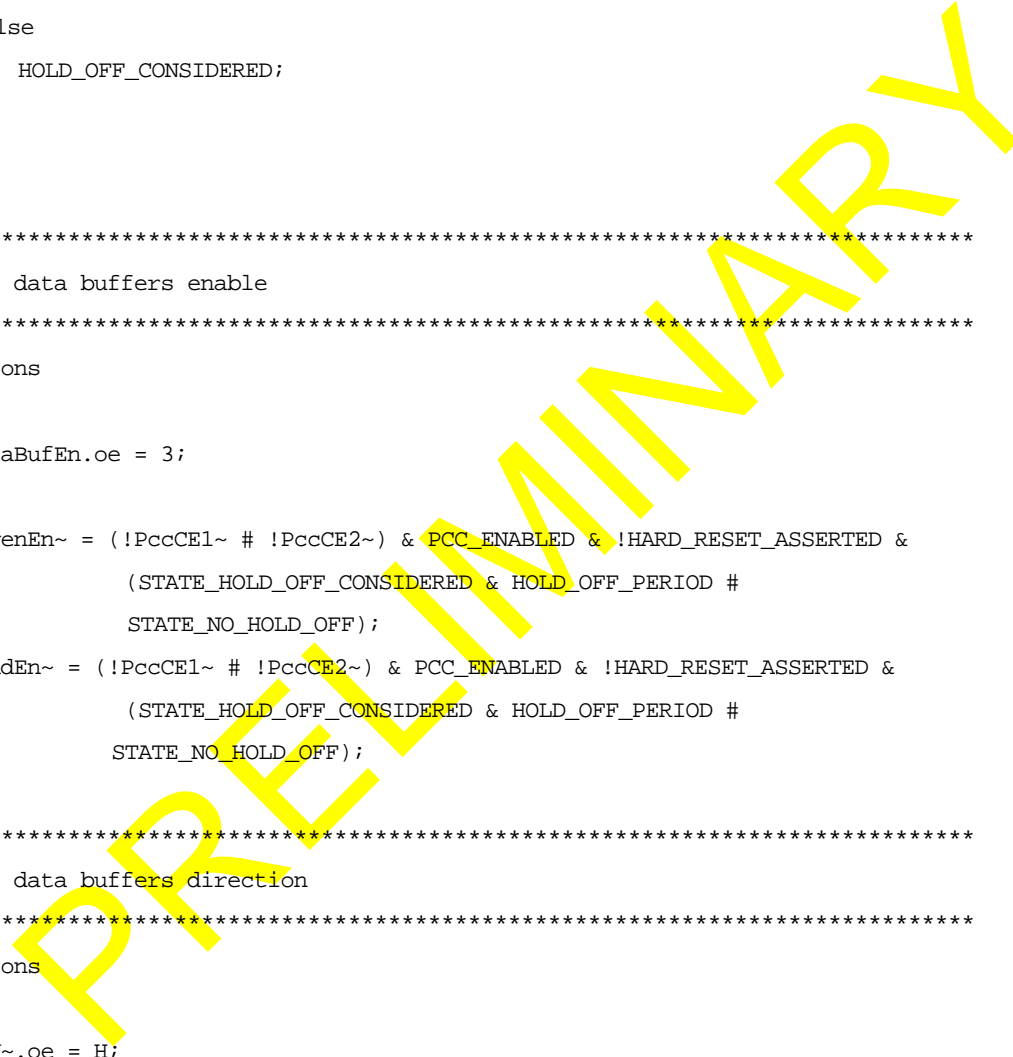 lse
HOLD_OFF_CONSIDERED;
*************************************************************************
data buffers enable
*************************************************************************
ons
aBufEn.oe = 3;
enEn~ = (!PccCE1~ # !PccCE2~) & PCC_ENABLED & !HARD_RESET_ASSERTED &
(STATE_HOLD_OFF_CONSIDERED & HOLD_OFF_PERIOD #
STATE_NO_HOLD_OFF);
dEn~ = (!PccCE1~ # !PccCE2~) & PCC_ENABLED & !HARD_RESET_ASSERTED &
(STATE_HOLD_OFF_CONSIDERED & HOLD_OFF_PERIOD #
STATE_NO_HOLD_OFF);
*************************************************************************
data buffers direction
*************************************************************************
ons
~.oe = H;
PRELIMINARY